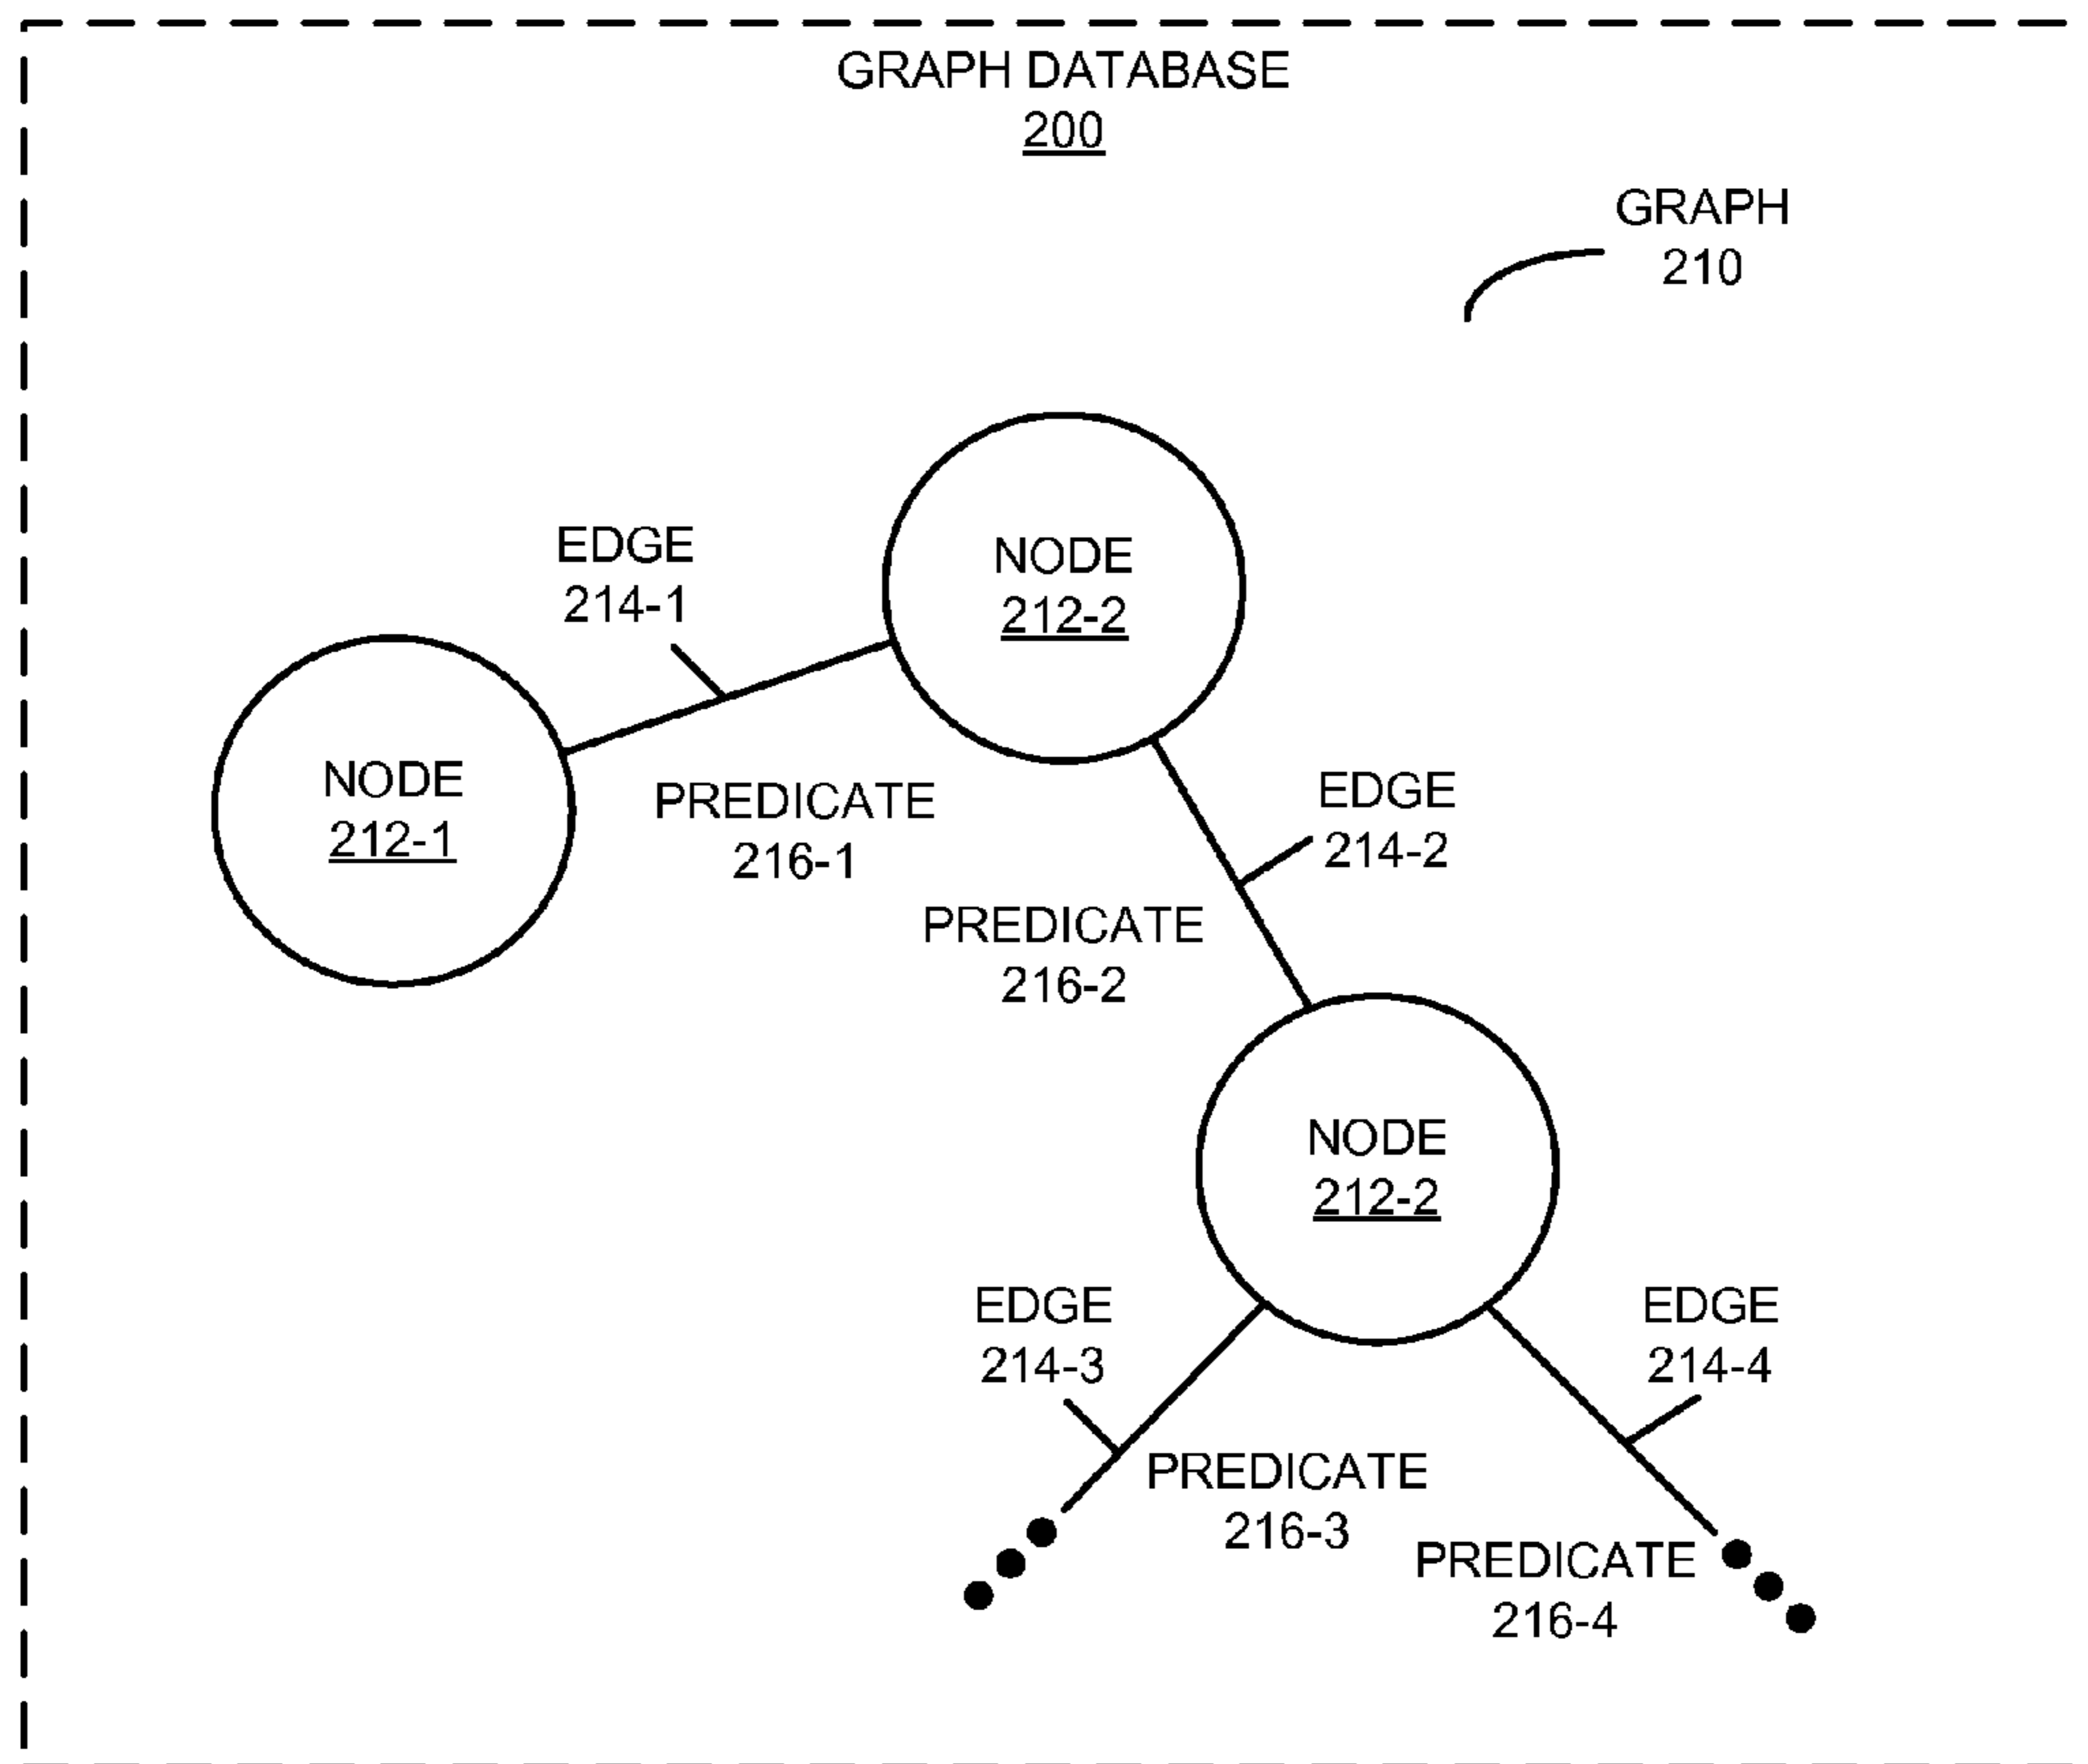 GRAPH DATABASE
200
GRAPH
210
EDGE
214-1
NODE
212-2
NODE
212-1
PREDICATE
216-1
EDGE
214-2
PREDICATE
216-2
NODE
212-2
EDGE
214-3
EDGE
214-4
PREDICATE
216-3
PREDICATE
216-4